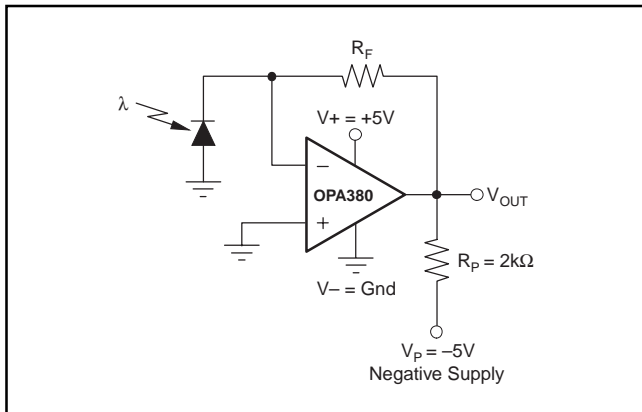 R_F
λ
V+ = +5V
−
OPA380
+
V_OUT
V− = Gnd
R_P = 2kΩ
V_P = −5V
Negative Supply